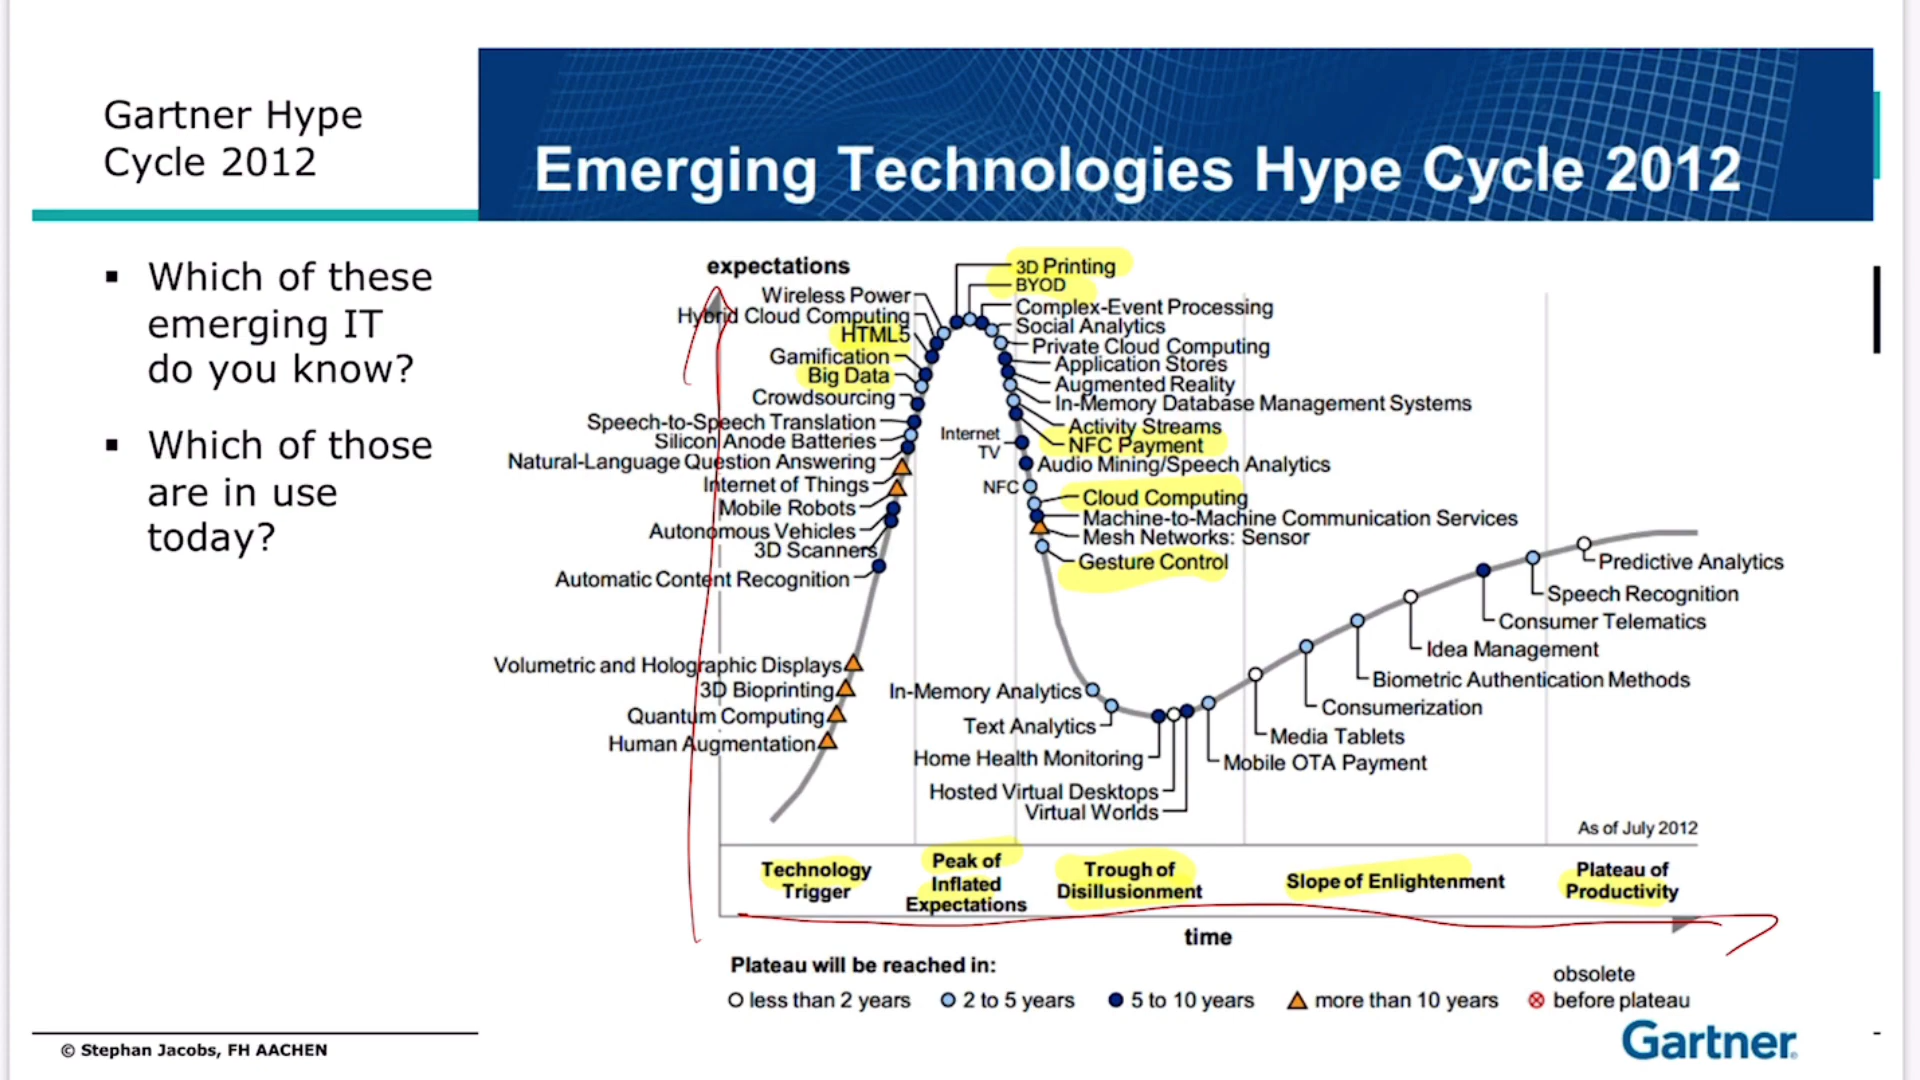 Gartner Hype
Cycle 2012
Emerging Technologies Hype Cycle 2012
▪ Which of these
emerging IT
do you know?
▪ Which of those
are in use
today?
expectations
3D Printing
BYOD
Wireless Power
Hybrid Cloud Computing
HTML5
Gamification
Big Data
Crowdsourcing
Speech-to-Speech Translation
Silicon Anode Batteries
Natural-Language Question Answering
Internet of Things
Mobile Robots
Autonomous Vehicles
3D Scanners
Automatic Content Recognition
Volumetric and Holographic Displays
3D Bioprinting
Quantum Computing
Human Augmentation
Complex-Event Processing
Social Analytics
Private Cloud Computing
Application Stores
Augmented Reality
In-Memory Database Management Systems
Activity Streams
NFC Payment
Internet
TV
Audio Mining/Speech Analytics
NFC
Cloud Computing
Machine-to-Machine Communication Services
Mesh Networks: Sensor
Gesture Control
In-Memory Analytics
Text Analytics
Home Health Monitoring
Hosted Virtual Desktops
Virtual Worlds
Predictive Analytics
Speech Recognition
Consumer Telematics
Idea Management
Biometric Authentication Methods
Consumerization
Media Tablets
Mobile OTA Payment
As of July 2012
Technology
Trigger
Peak of
Inflated
Expectations
Trough of
Disillusionment
Slope of Enlightenment
Plateau of
Productivity
time
Plateau will be reached in:
less than 2 years
2 to 5 years
5 to 10 years
more than 10 years
obsolete
before plateau
© Stephan Jacobs, FH AACHEN
Gartner